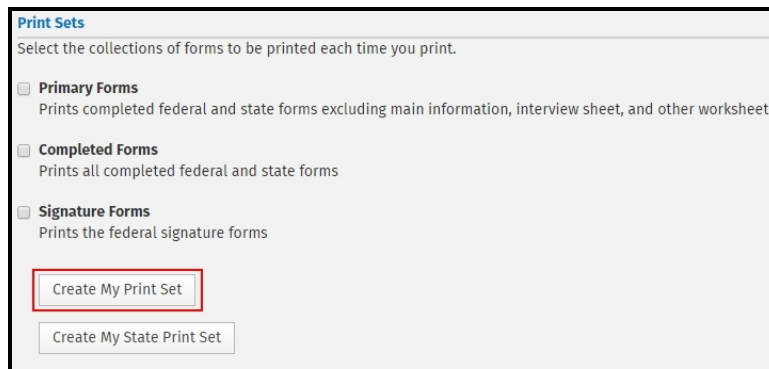 Print Sets
Select the collections of forms to be printed each time you print.
Primary Forms
Prints completed federal and state forms excluding main information, interview sheet, and other worksheet
Completed Forms
Prints all completed federal and state forms
Signature Forms
Prints the federal signature forms
Create My Print Set
Create My State Print Set